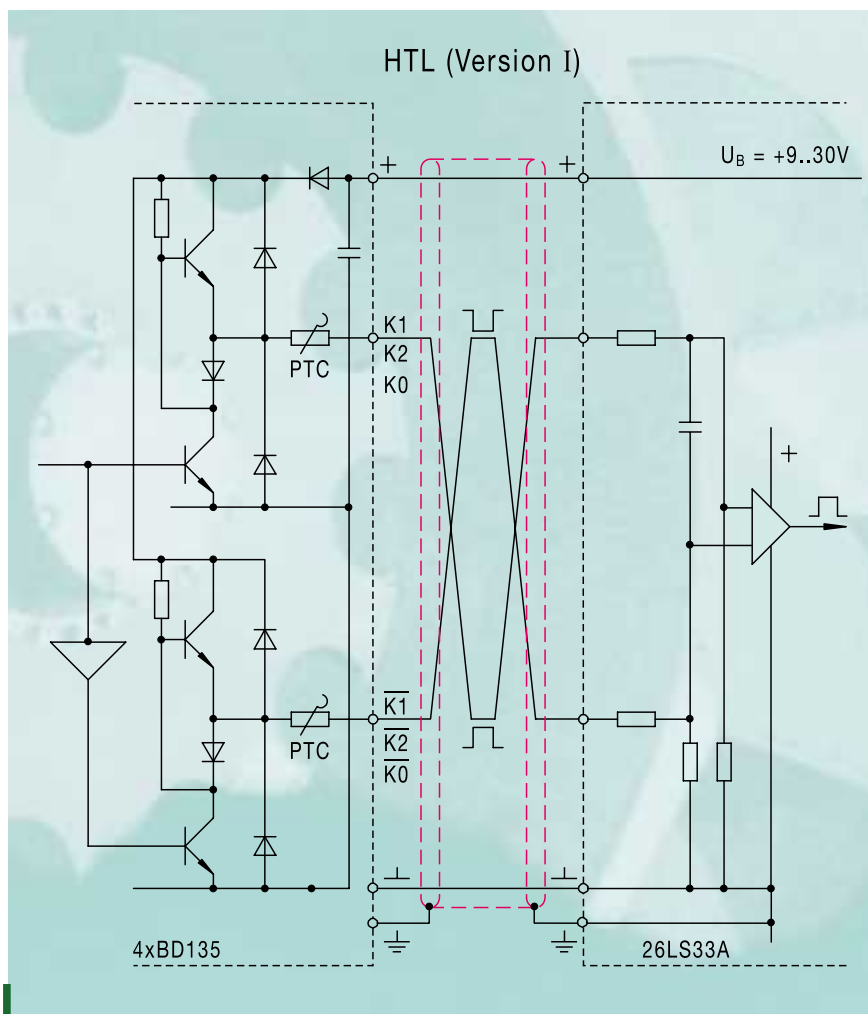 HTL (Version I)
+
+
U_B = +9..30V
K1
PTC
K2
K0
+
K1̅
PTC
K2̅
K0̅
4xBD135
26LS33A